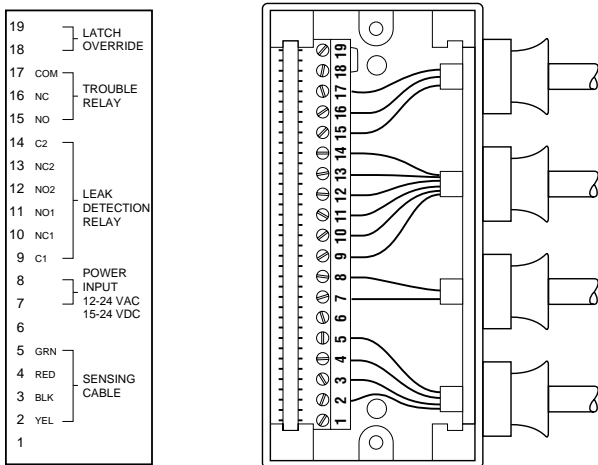 19
LATCH
18
OVERRIDE
17 COM
TROUBLE
16 NC
RELAY
15 NO
14 C2
13 NC2
12 NO2
LEAK
DETECTION
11 NO1
RELAY
10 NC1
9 C1
POWER
8
INPUT
12-24 VAC
7
15-24 VDC
6
5 GRN
4 RED
SENSING
CABLE
3 BLK
2 YEL
1
19
18
17
16
15
14
13
12
11
10
9
8
7
6
5
4
3
2
1